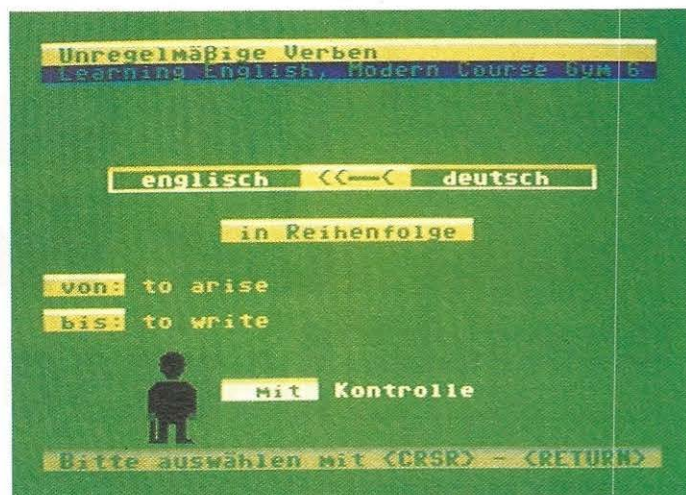 Unregelmäßige Verben
Learning English, Modern Course Gym 6
englisch <<—< deutsch
in Reihenfolge
von: to arise
bis: to write
mit Kontrolle
Bitte auswählen mit <CRSR> - <RETURN>